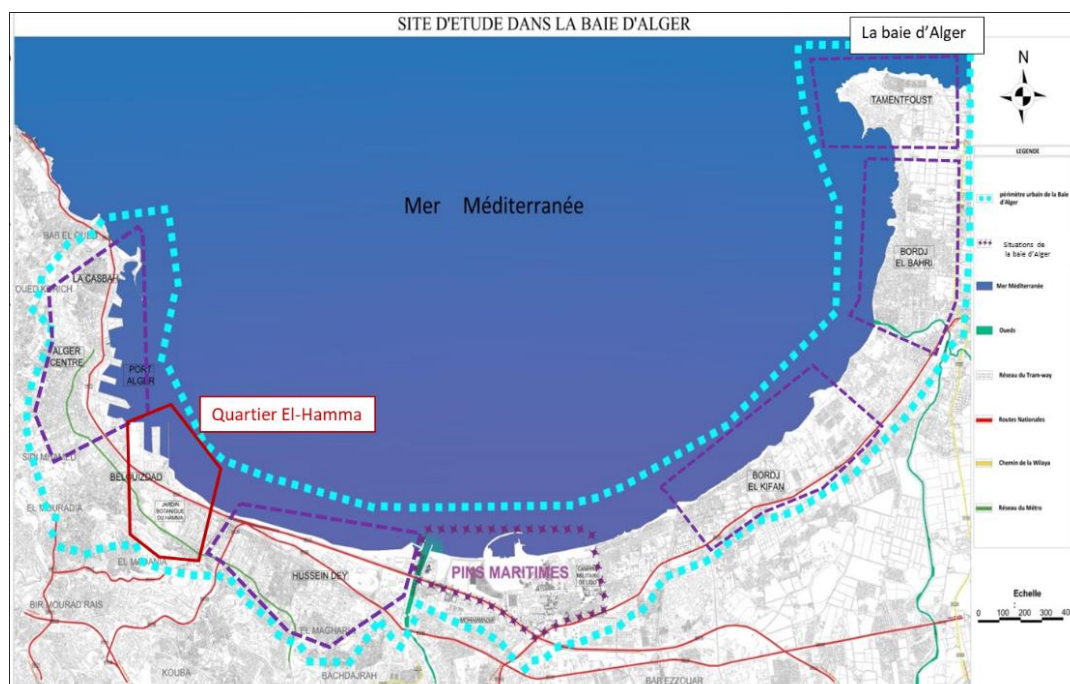 SITE D'ETUDE DANS LA BAIE D'ALGER
La baie d'Alger
N
TAMENTFOUST
LEGENDE
périmètre urbain de la Baie
d'Alger
Mer Méditerranée
Situations de
la baie d'Alger
BORDJ
EL BAHRI
BAB EL OUED
LA CASBAH
OUED KORICH
Mer Méditerranée
Oueds
ALGER
CENTRE
PORT
ALGER
Réseau du Tram-way
Quartier El-Hamma
Routes Nationales
SIDI M'HAMED
BELOUIZDAD
BORDJ
EL KIFAN
Chemin de la Wilaya
JARDIN
BOTANIQUE
DU HAMMA
EL MOURADIA
Réseau du Métro
EL MADANIA
HUSSEIN DEY
PINS MARITIMES
BIR MOURAD RAIS
MOHAMMADIA
Echelle
:
0 100 200 300 40
EL MAGHARIA
KOUBA
BACHDJRAH
BAB EZZOUAR